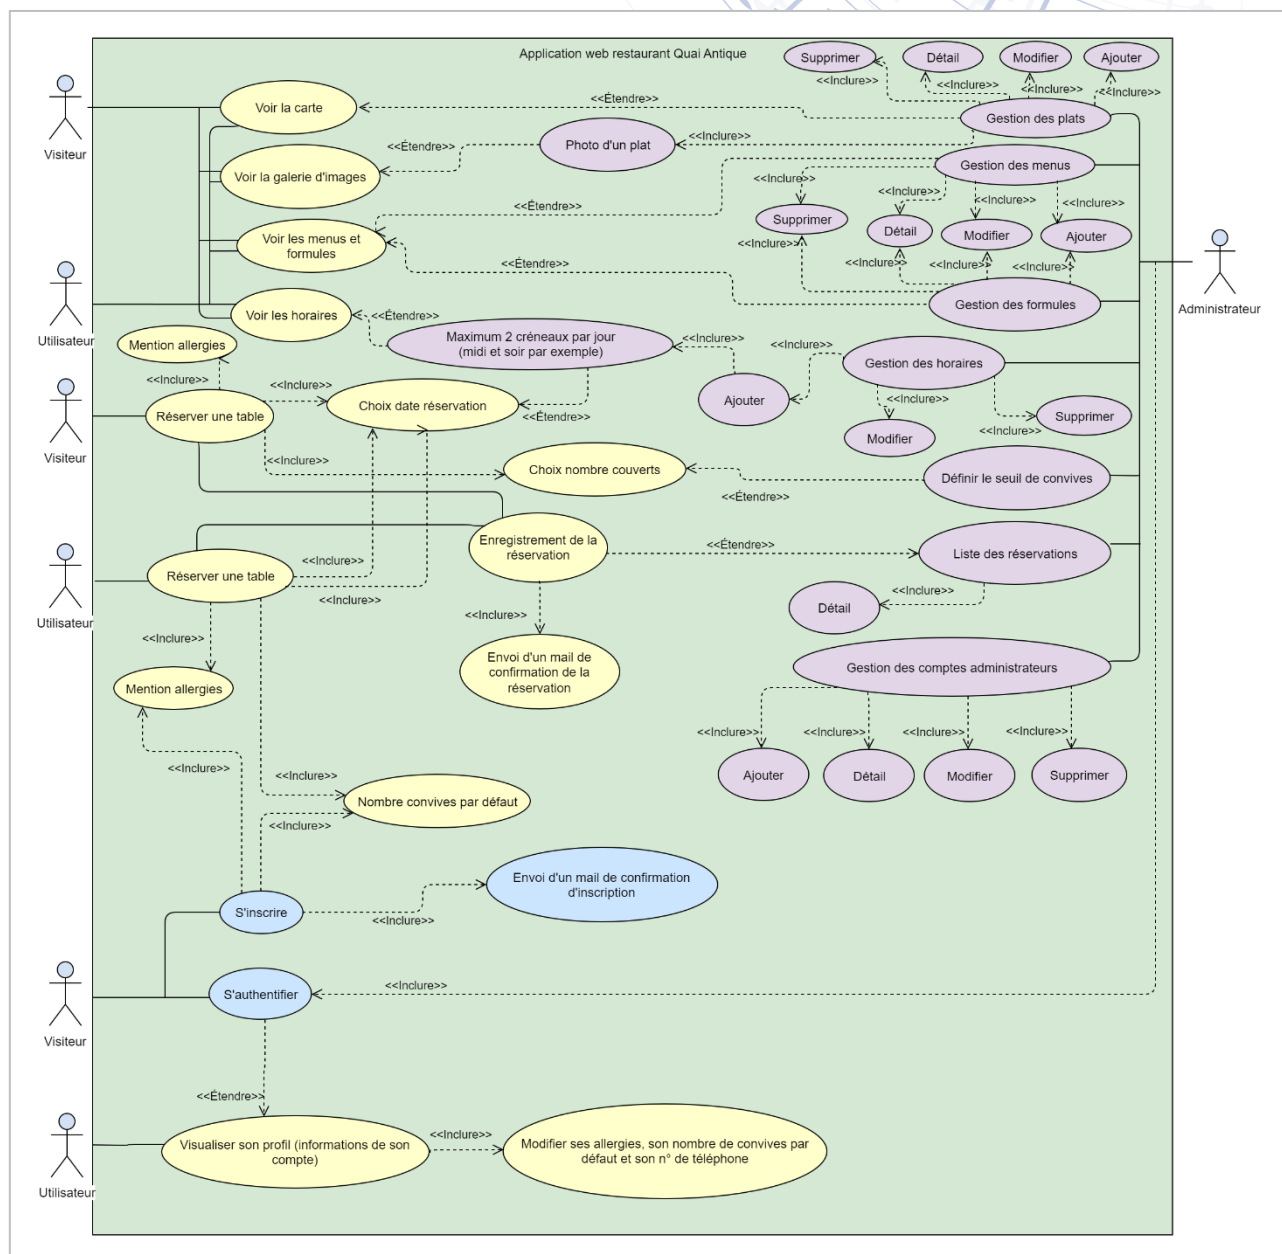 Application web restaurant Quai Antique
Supprimer
Détail
Modifier
Ajouter
<<Inclure>>
<<Inclure>>
<<Inclure>>
<<Inclure>>
Visiteur
Voir la carte
<<Étendre>>
Gestion des plats
<<Étendre>>
Photo d'un plat
<<Inclure>>
Voir la galerie d'images
Gestion des menus
<<Inclure>>
<<Inclure>>
<<Inclure>>
<<Inclure>>
<<Étendre>>
Supprimer
Détail
Modifier
Ajouter
Voir les menus et
formules
<<Étendre>>
<<Inclure>>
<<Inclure>>
<<Inclure>>
<<Inclure>>
Gestion des formules
Utilisateur
Voir les horaires
<<Étendre>>
Administrateur
Mention allergies
Maximum 2 créneaux par jour
(midi et soir par exemple)
<<Inclure>>
<<Inclure>>
Gestion des horaires
<<Inclure>>
<<Inclure>>
Ajouter
<<Inclure>>
<<Inclure>>
Supprimer
Modifier
Visiteur
Réserver une table
Choix date réservation
<<Étendre>>
<<Inclure>>
Choix nombre couverts
<<Étendre>>
Définir le seuil de convives
Enregistrement de la
réservation
<<Étendre>>
Liste des réservations
<<Inclure>>
Détail
Utilisateur
Réserver une table
<<Inclure>>
<<Inclure>>
<<Inclure>>
<<Inclure>>
Envoi d'un mail de
confirmation de la
réservation
Mention allergies
Gestion des comptes administrateurs
<<Inclure>>
<<Inclure>>
<<Inclure>>
<<Inclure>>
Ajouter
Détail
Modifier
Supprimer
<<Inclure>>
<<Inclure>>
Nombre convives par défaut
<<Inclure>>
Envoi d'un mail de confirmation
d'inscription
S'inscrire
<<Inclure>>
Visiteur
S'authentifier
<<Inclure>>
<<Étendre>>
Utilisateur
Visualiser son profil (informations de son
compte)
<<Inclure>>
Modifier ses allergies, son nombre de convives par
défaut et son n° de téléphone